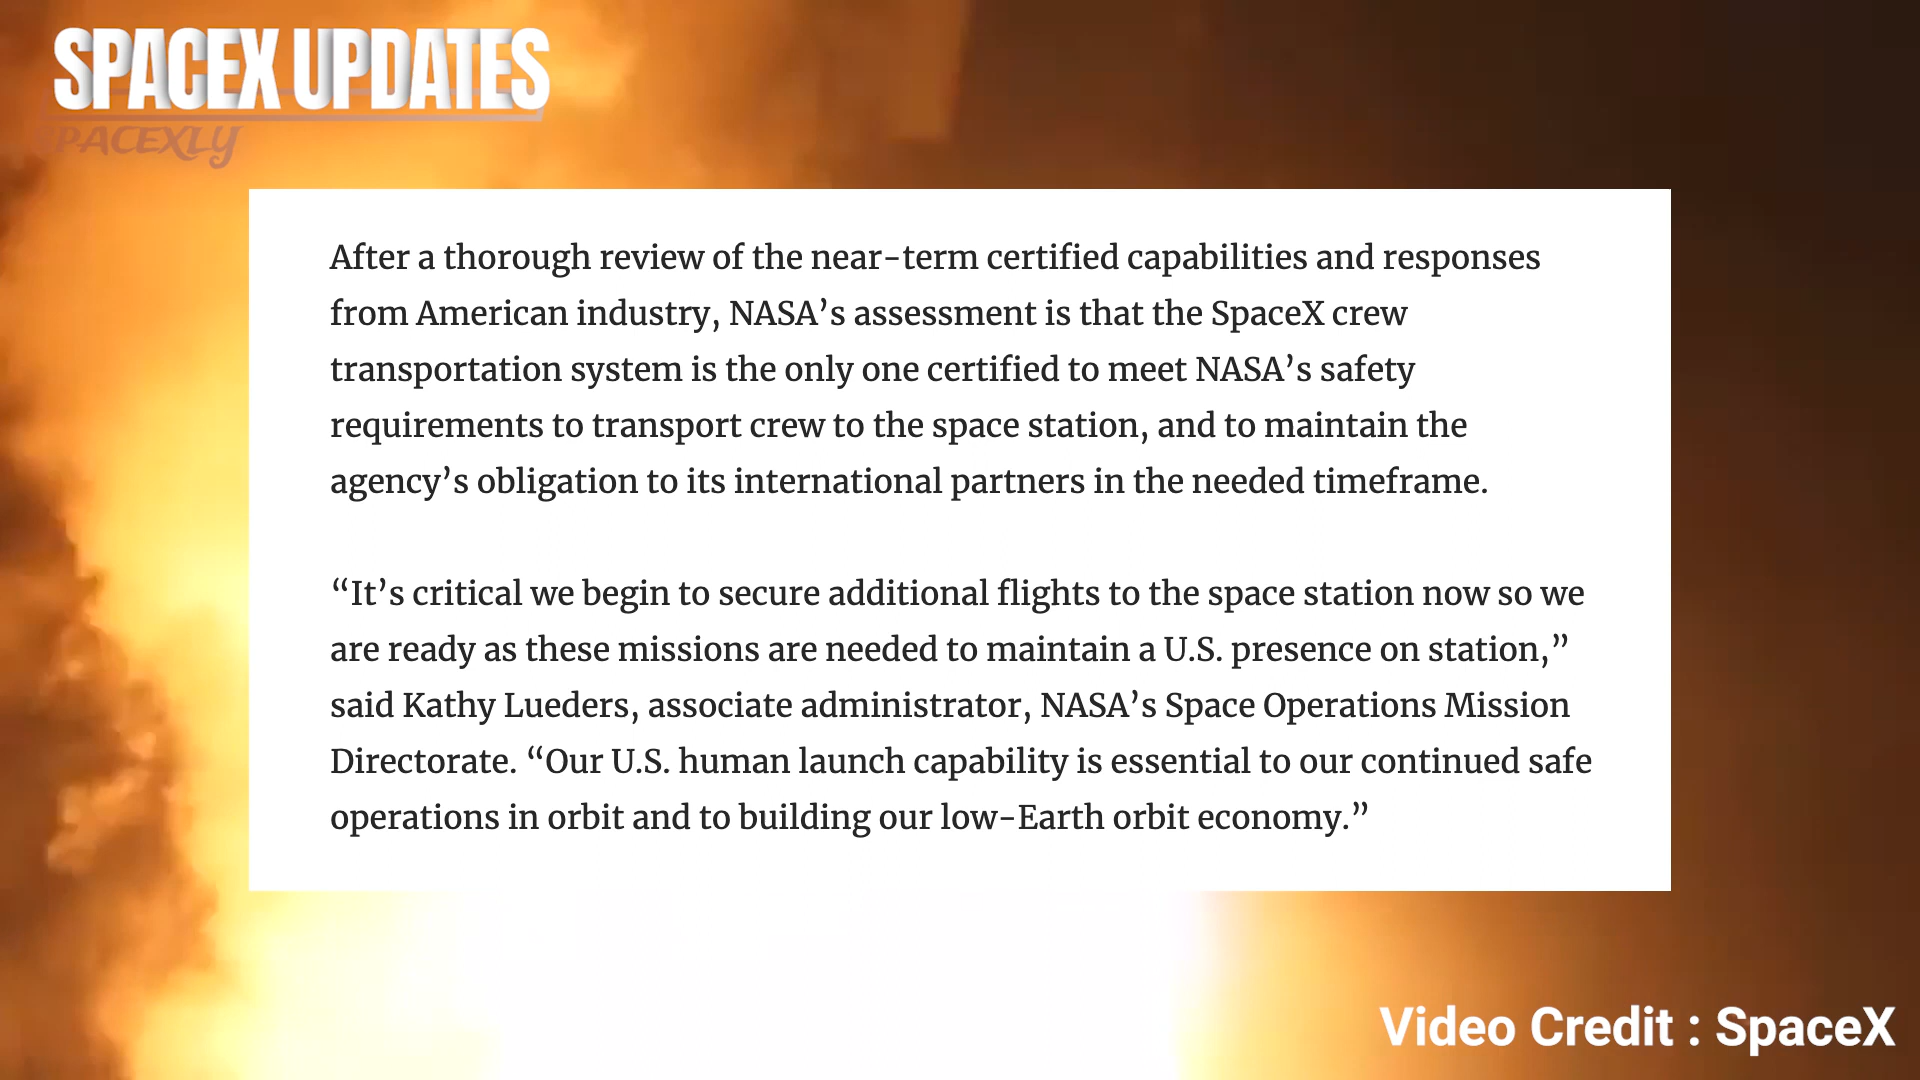 SPACEX UPDATES
SPACEXLY
After a thorough review of the near-term certified capabilities and responses
from American industry, NASA’s assessment is that the SpaceX crew
transportation system is the only one certified to meet NASA’s safety
requirements to transport crew to the space station, and to maintain the
agency’s obligation to its international partners in the needed timeframe.
“It’s critical we begin to secure additional flights to the space station now so we
are ready as these missions are needed to maintain a U.S. presence on station,”
said Kathy Lueders, associate administrator, NASA’s Space Operations Mission
Directorate. “Our U.S. human launch capability is essential to our continued safe
operations in orbit and to building our low-Earth orbit economy.”
Video Credit : SpaceX